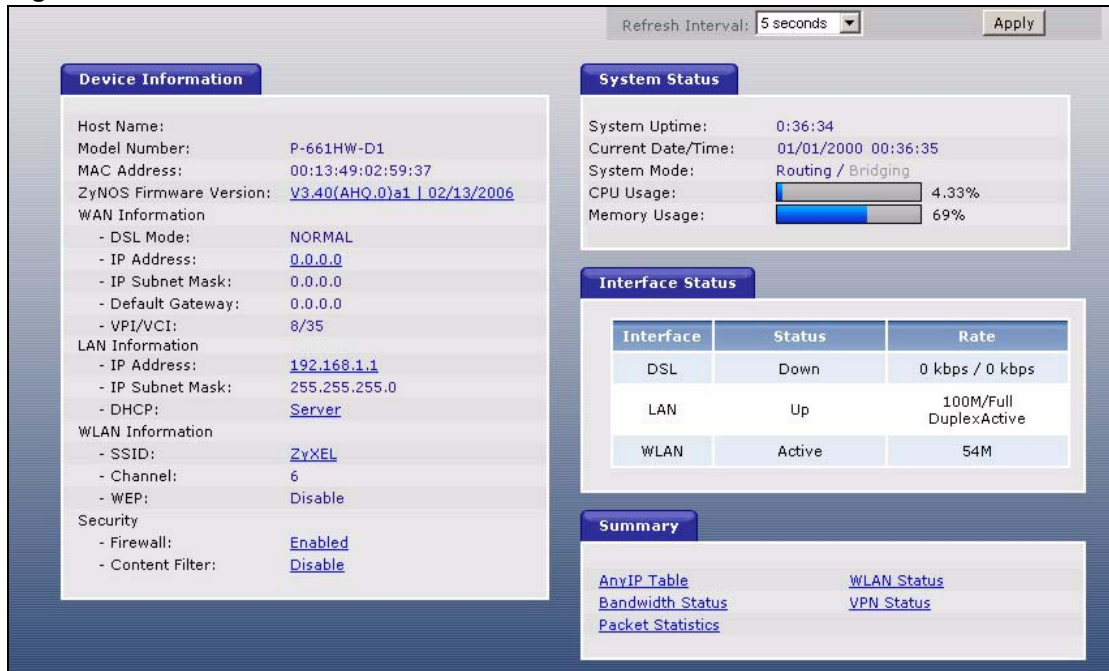 Refresh Interval: 5 seconds Apply
Device Information
Host Name:
Model Number: P-661HW-D1
MAC Address: 00:13:49:02:59:37
ZyNOS Firmware Version: V3.40(AHQ.0)a1 | 02/13/2006
WAN Information
- DSL Mode: NORMAL
- IP Address: 0.0.0.0
- IP Subnet Mask: 0.0.0.0
- Default Gateway: 0.0.0.0
- VPI/VCI: 8/35
LAN Information
- IP Address: 192.168.1.1
- IP Subnet Mask: 255.255.255.0
- DHCP: Server
WLAN Information
- SSID: ZyXEL
- Channel: 6
- WEP: Disable
Security
- Firewall: Enabled
- Content Filter: Disable
System Status
System Uptime: 0:36:34
Current Date/Time: 01/01/2000 00:36:35
System Mode: Routing / Bridging
CPU Usage: 4.33%
Memory Usage: 69%
Interface Status
Interface Status Rate
DSL Down 0 kbps / 0 kbps
LAN Up 100M/Full
DuplexActive
WLAN Active 54M
Summary
AnyIP Table WLAN Status
Bandwidth Status VPN Status
Packet Statistics